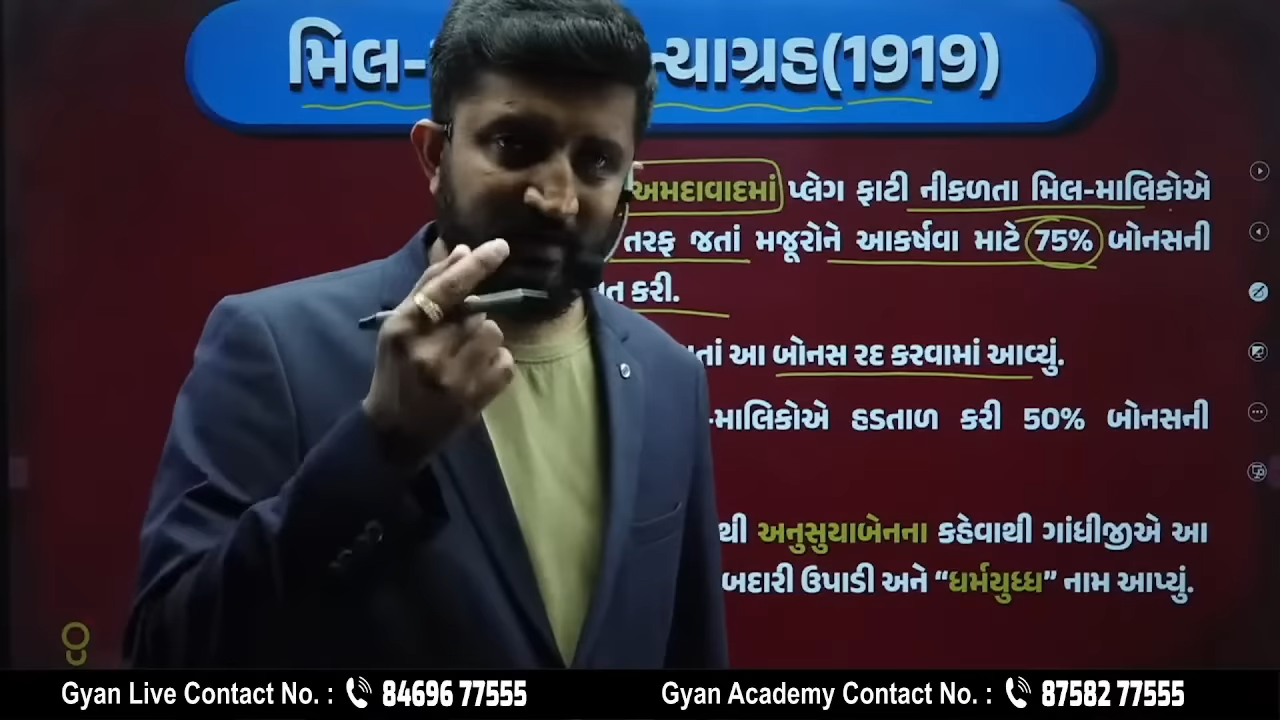 મિલ- ત્યાગ્રહ(1919)
અમદાવાદમાં પ્લેગ ફાટી નીકળતા મિલ-માલિકોએ
તરફ જતાં મજૂરોને આકર્ષવા માટે 75% બોનસની
ત કરી.
તાં આ બોનસ રદ કરવામાં આવ્યું.
-માલિકોએ હડતાળ કરી 50% બોનસની
થી અનુસુયાબેનના કહેવાથી ગાંધીજીએ આ
બદારી ઉપાડી અને “ધર્મયુધ્ધ” નામ આપ્યું.
Gyan Live Contact No. : 84696 77555 Gyan Academy Contact No. : 87582 77555